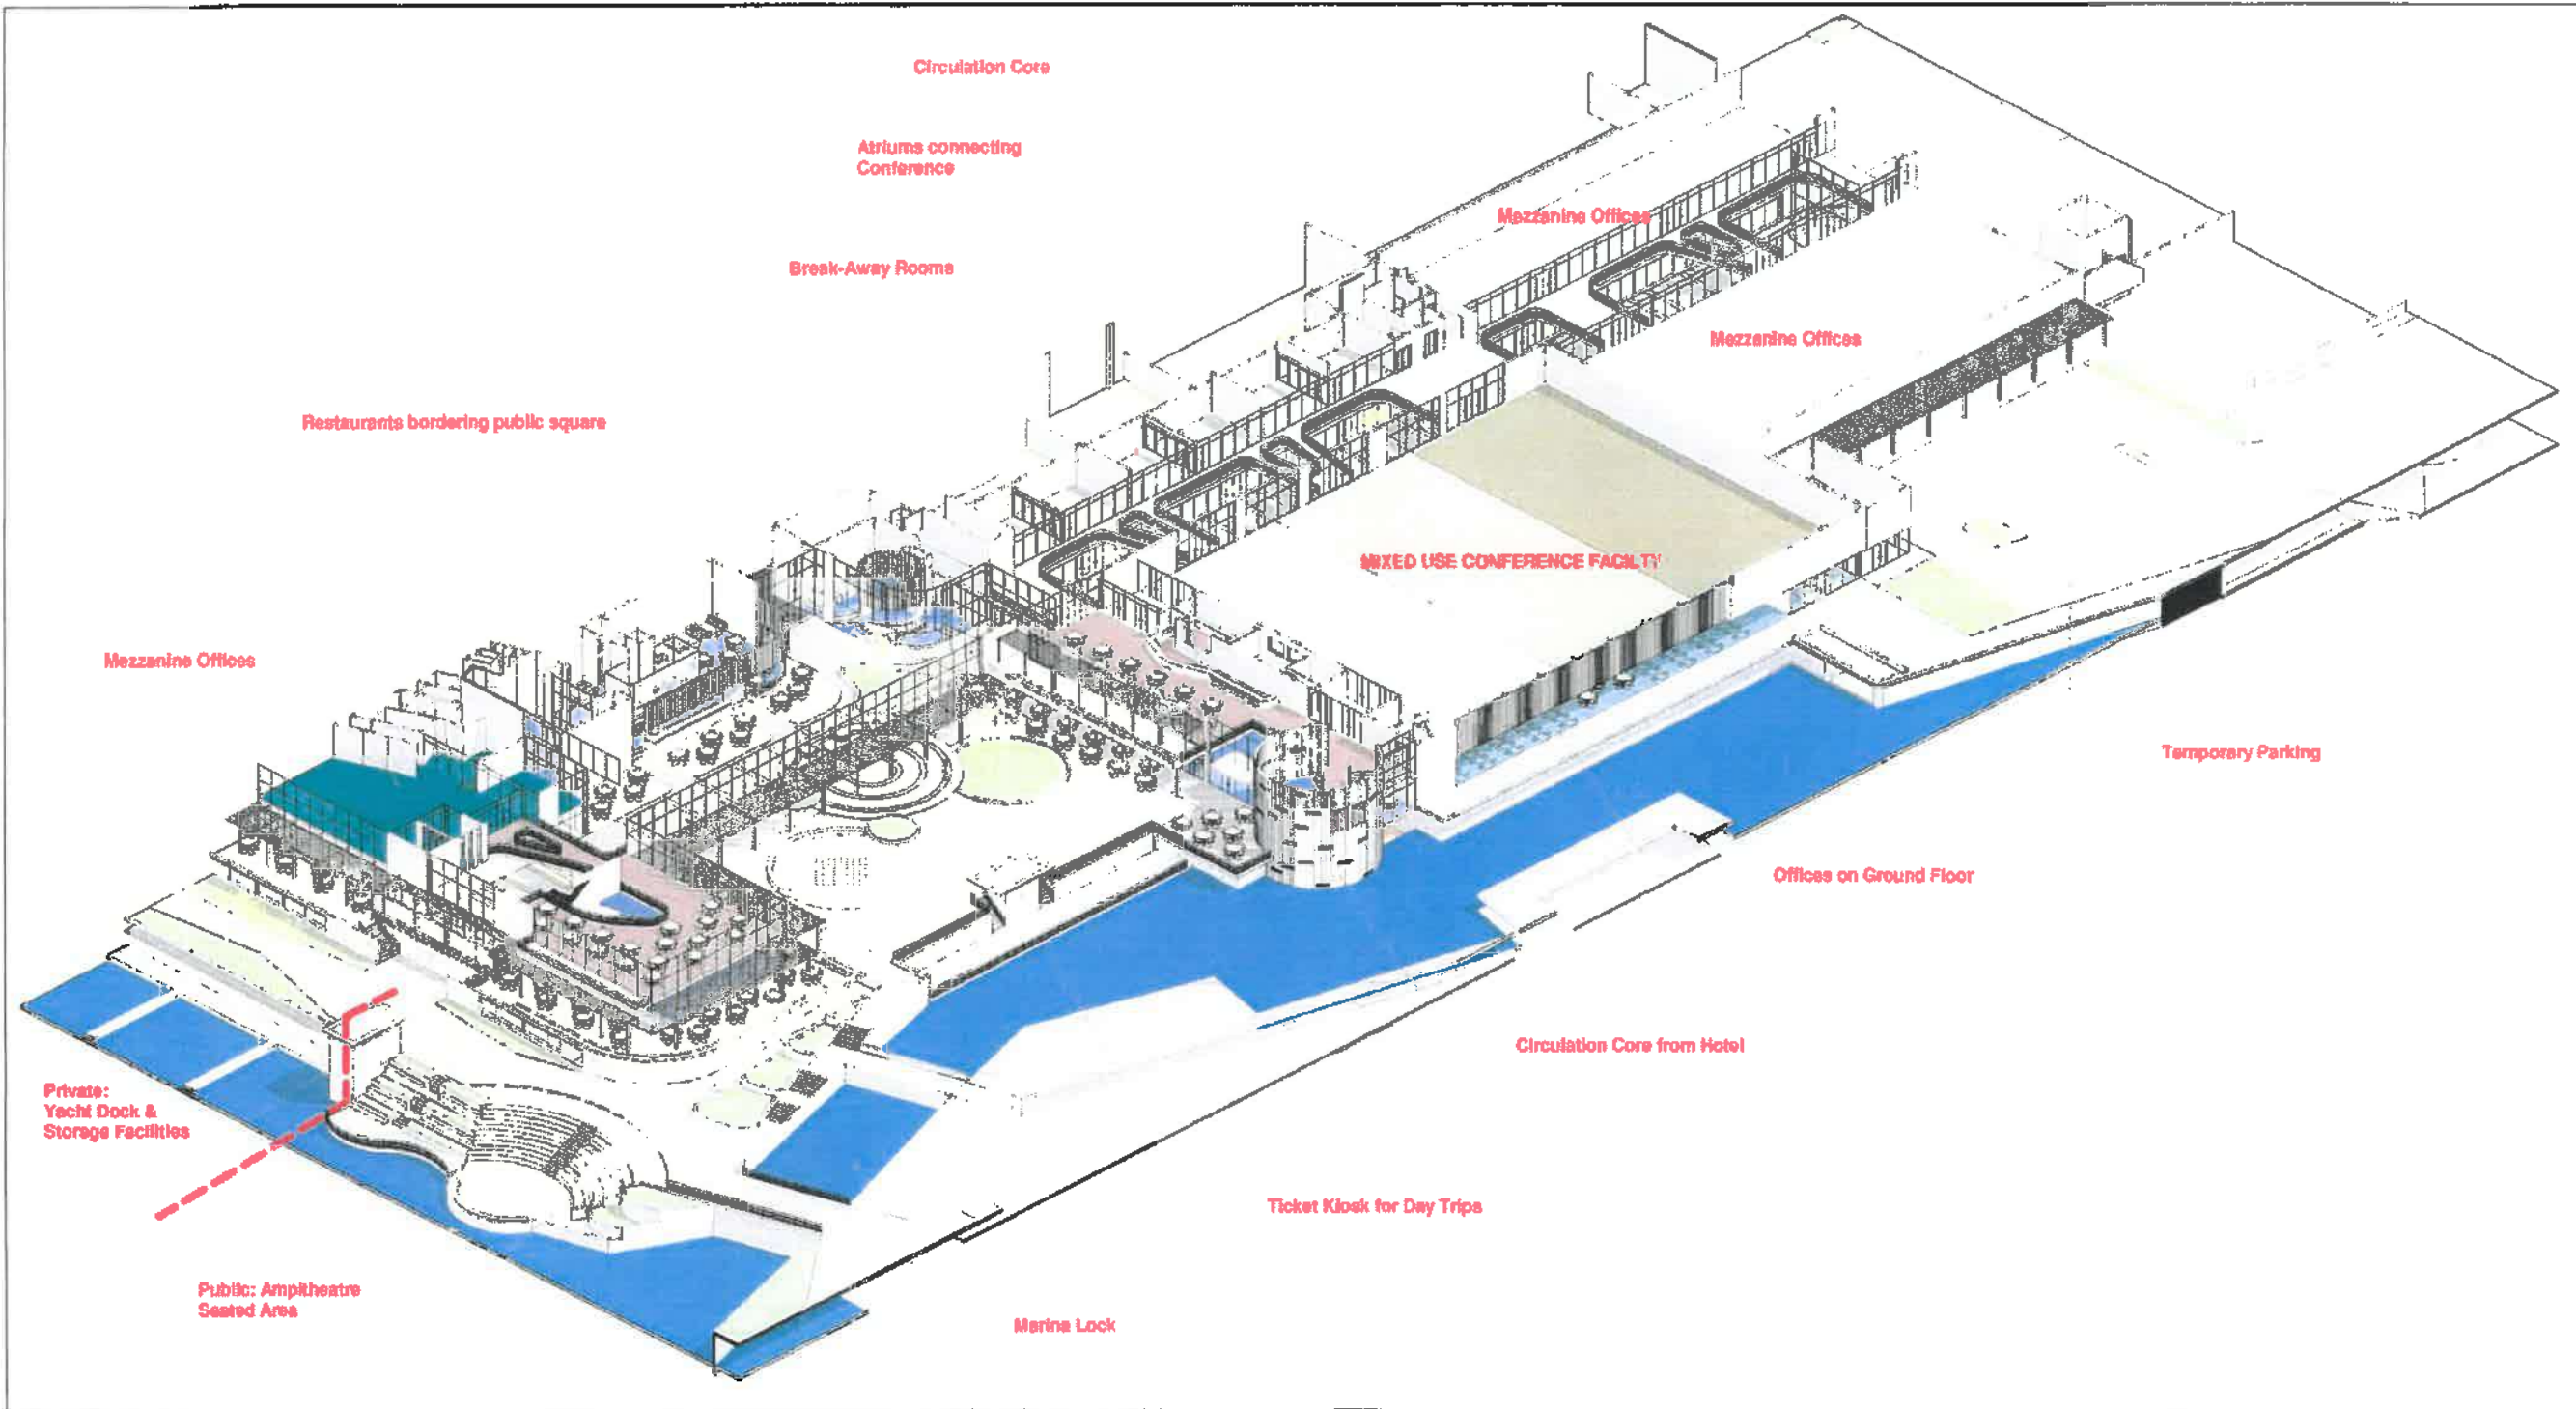 Circulation Core
Atriums connecting
Conference
Mezzanine Offices
Break-Away Rooms
Mezzanine Offices
Restaurants bordering public square
MIXED USE CONFERENCE FACILTY
Mezzanine Offices
Temporary Parking
Offices on Ground Floor
Circulation Core from Hotel
Private:
Yacht Dock &
Storage Facilities
Ticket Kiosk for Day Trips
Public: Ampitheatre
Seated Area
Marina Lock